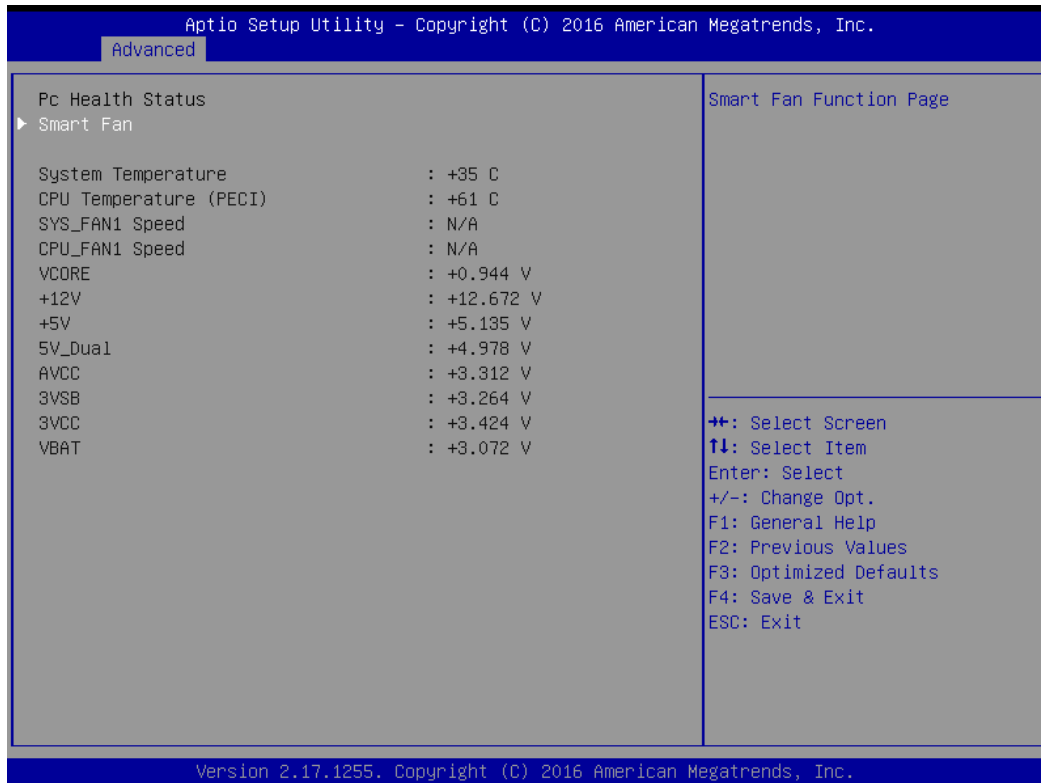 Aptio Setup Utility – Copyright (C) 2016 American Megatrends, Inc.
Advanced
Pc Health Status
Smart Fan
System Temperature : +35 C
CPU Temperature (PECI) : +61 C
SYS_FAN1 Speed : N/A
CPU_FAN1 Speed : N/A
VCORE : +0.944 V
+12V : +12.672 V
+5V : +5.135 V
5V_Dual : +4.978 V
AVCC : +3.312 V
3VSB : +3.264 V
3VCC : +3.424 V
VBAT : +3.072 V
Smart Fan Function Page
→←: Select Screen
↑↓: Select Item
Enter: Select
+/-: Change Opt.
F1: General Help
F2: Previous Values
F3: Optimized Defaults
F4: Save & Exit
ESC: Exit
Version 2.17.1255. Copyright (C) 2016 American Megatrends, Inc.